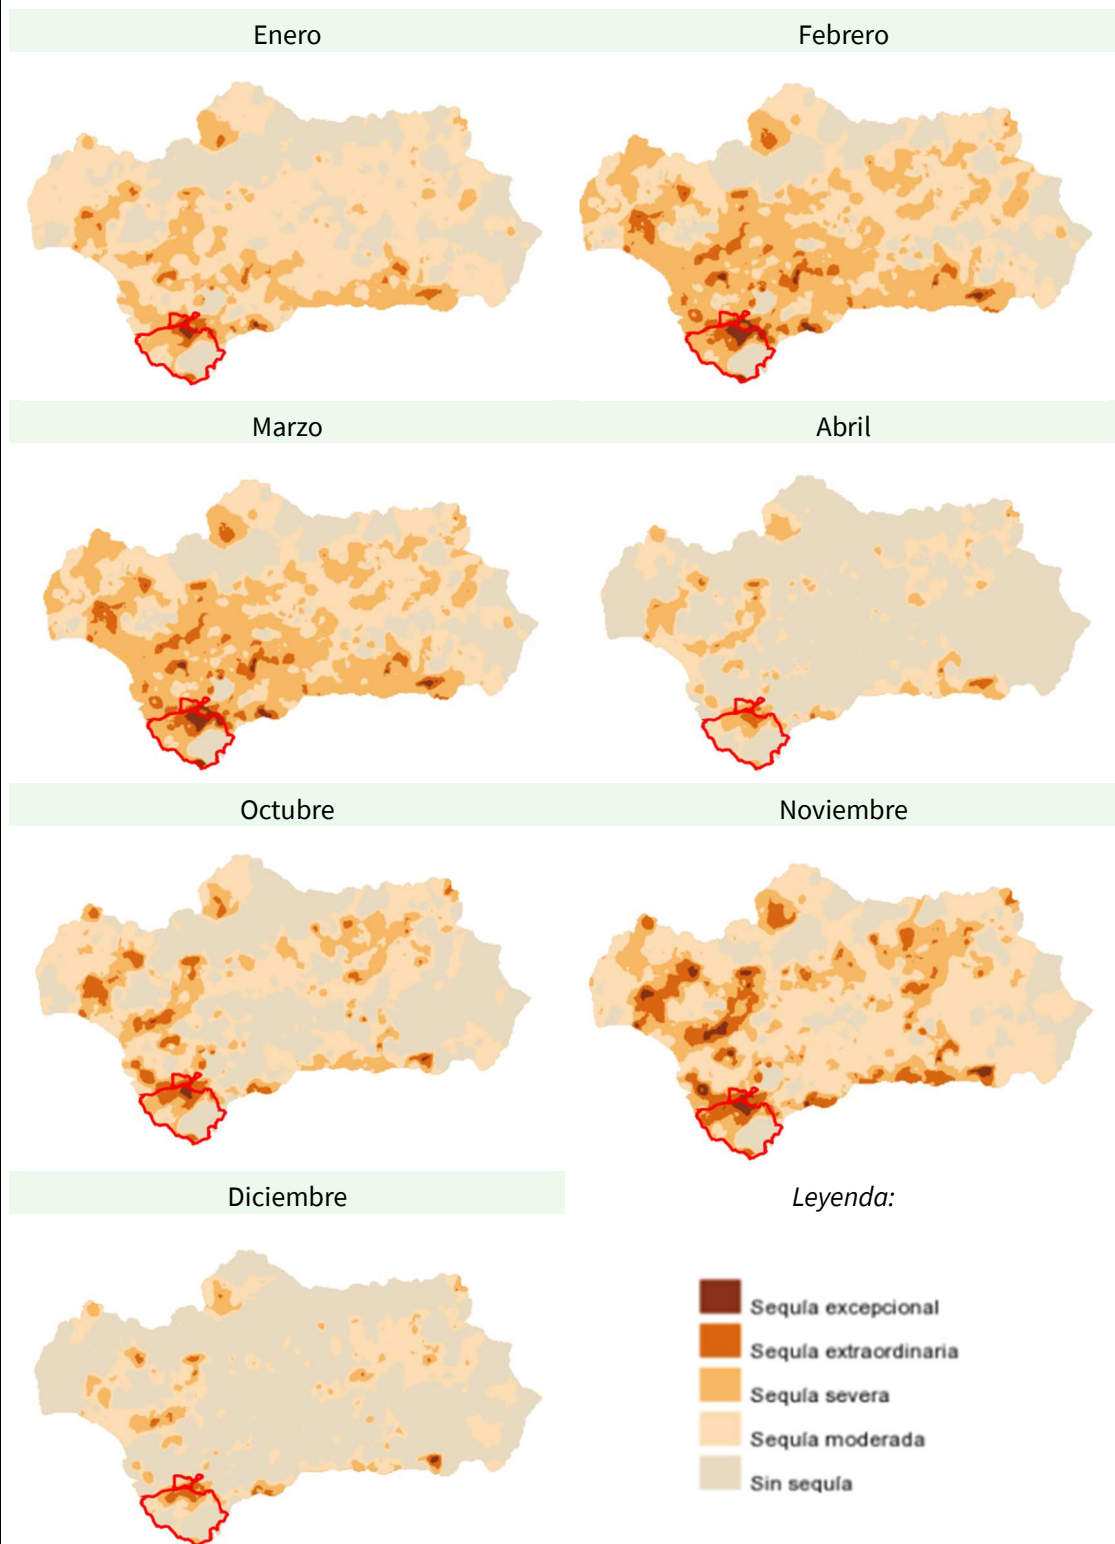 Enero
Febrero
Marzo
Abril
Octubre
Noviembre
Diciembre
Leyenda:
Sequía excepcional
Sequía extraordinaria
Sequía severa
Sequía moderada
Sin sequía